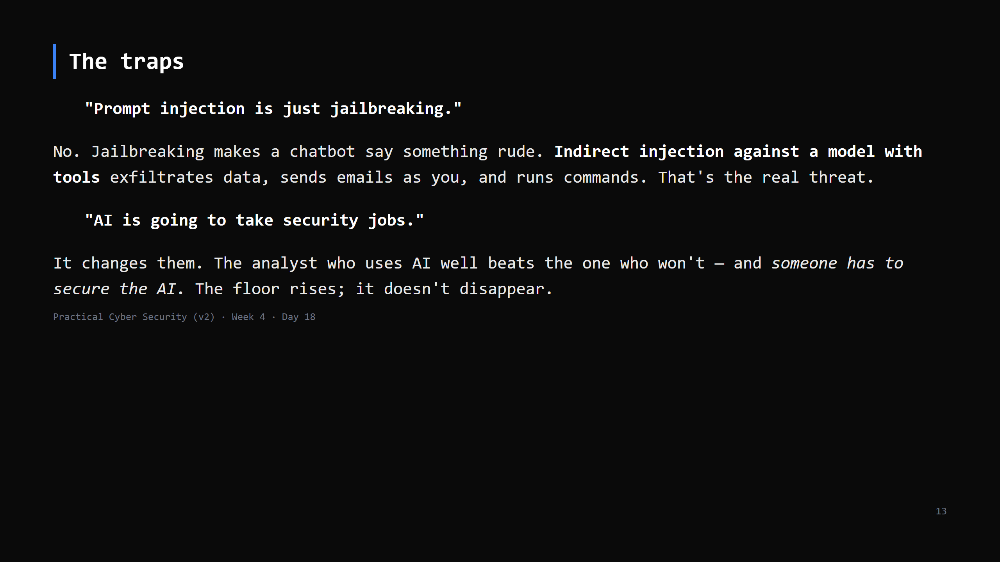 The traps
"Prompt injection is just jailbreaking."
No. Jailbreaking makes a chatbot say something rude. Indirect injection against a model with
tools exfiltrates data, sends emails as you, and runs commands. That's the real threat.
"AI is going to take security jobs."
It changes them. The analyst who uses AI well beats the one who won't — and someone has to
secure the AI. The floor rises; it doesn't disappear.
Practical Cyber Security (v2) · Week 4 · Day 18
13